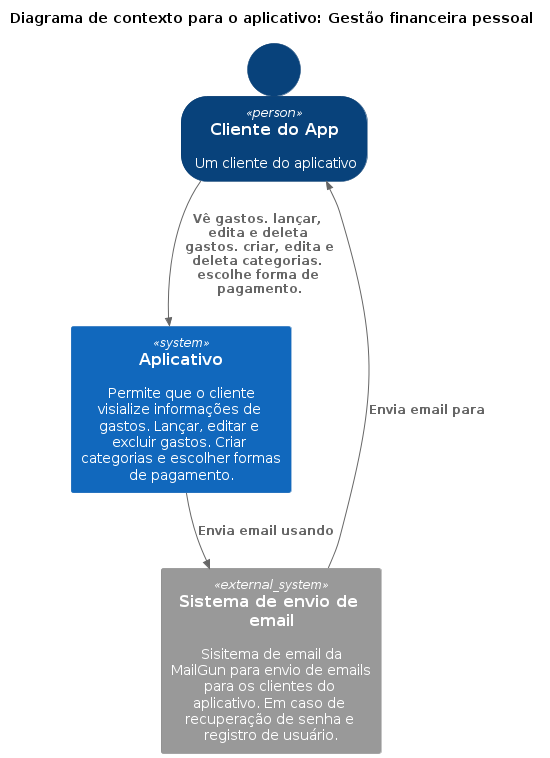 Diagrama de contexto para o aplicativo: Gestão financeira pessoal
«person»
Cliente do App
Um cliente do aplicativo
Vê gastos. lançar,
edita e deleta
gastos. criar, edita e
deleta categorias.
escolhe forma de
pagamento.
«system»
Aplicativo
Permite que o cliente
visialize informações de
gastos. Lançar, editar e
excluir gastos. Criar
categorias e escolher formas
de pagamento.
Envia email para
Envia email usando
«external_system»
Sistema de envio de
email
Sisitema de email da
MailGun para envio de emails
para os clientes do
aplicativo. Em caso de
recuperação de senha e
registro de usuário.